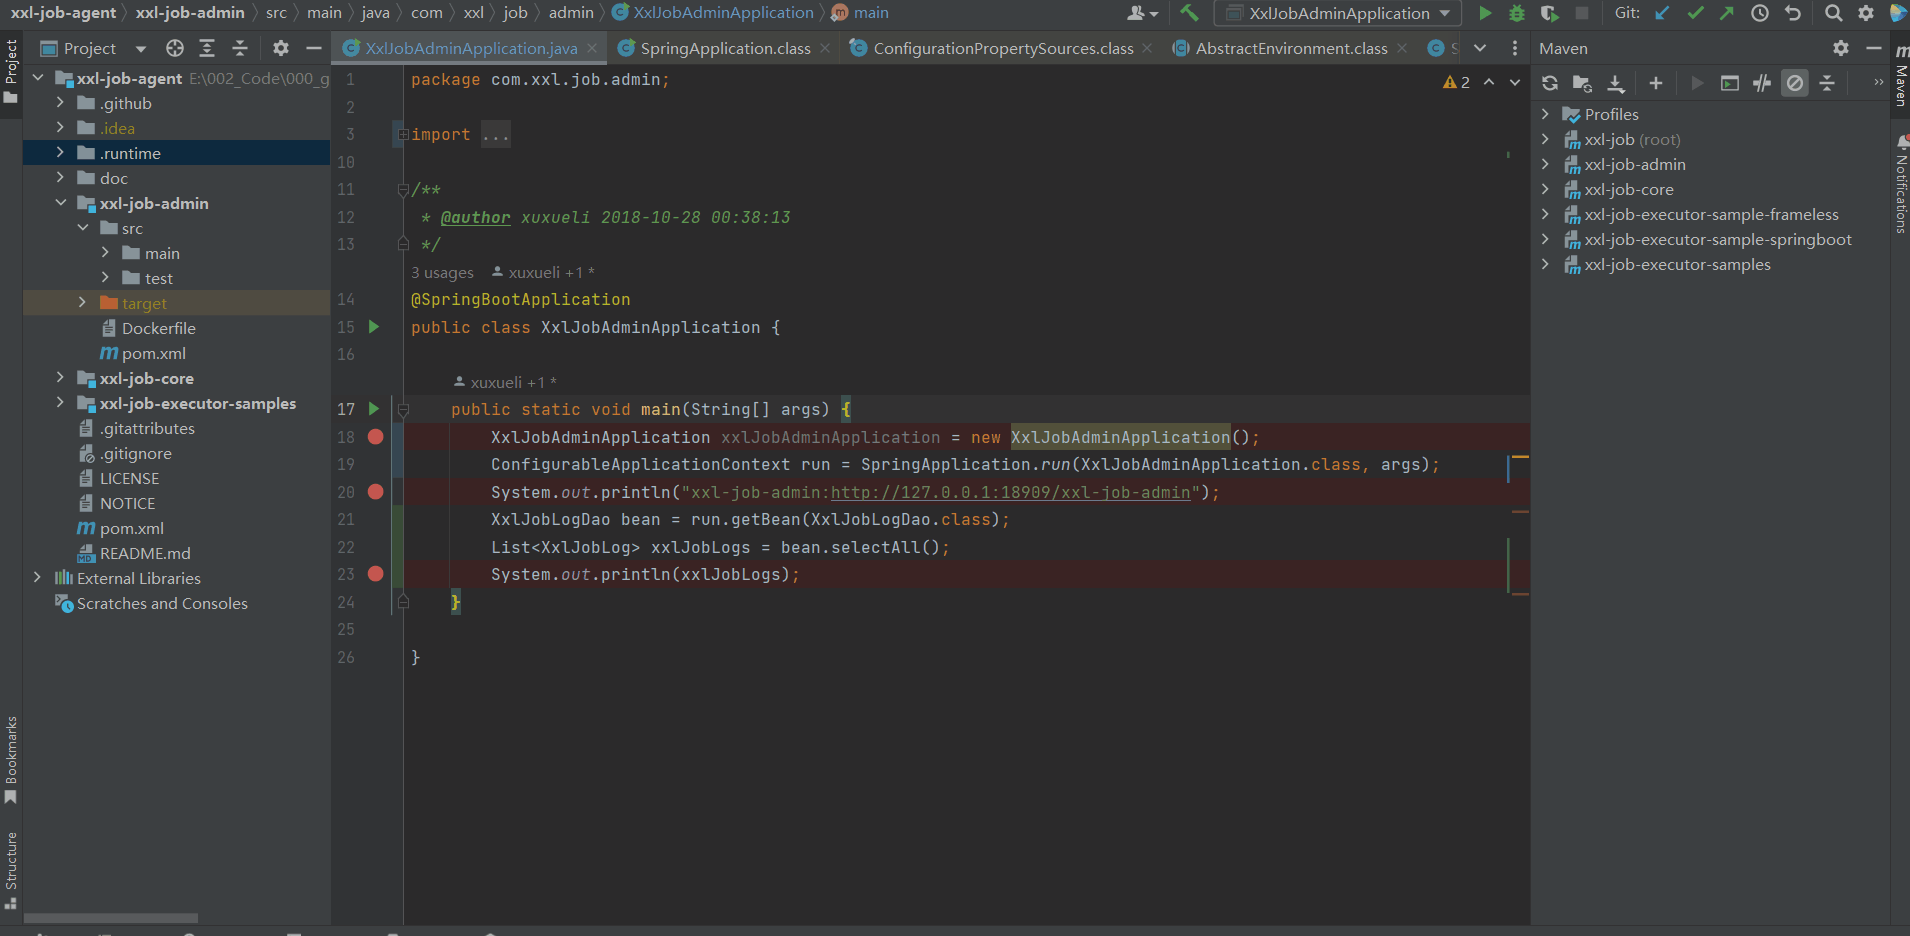 xxl-job-agent xxl-job-admin src main java com xxl job admin XxlJobAdminApplication main XxlJobAdminApplication Git:
Project XxlJobAdminApplication.java SpringApplication.class ConfigurationPropertySources.class AbstractEnvironment.class Maven
Project
Bookmarks
Structure
xxl-job-agent E:\002_Code\000_g
.github
.idea
.runtime
doc
xxl-job-admin
src
main
test
target
Dockerfile
pom.xml
xxl-job-core
xxl-job-executor-samples
.gitattributes
.gitignore
LICENSE
NOTICE
pom.xml
README.md
External Libraries
Scratches and Consoles
1 package com.xxl.job.admin;
2
3 import ...
10
11 /**
12 * @author xuxueli 2018-10-28 00:38:13
13 */
3 usages xuxueli +1 *
14 @SpringBootApplication
15 public class XxlJobAdminApplication {
16
xuxueli +1 *
17 public static void main(String[] args) {
18 XxlJobAdminApplication xxlJobAdminApplication = new XxlJobAdminApplication();
19 ConfigurableApplicationContext run = SpringApplication.run(XxlJobAdminApplication.class, args);
20 System.out.println("xxl-job-admin:http://127.0.0.1:18909/xxl-job-admin");
21 XxlJobLogDao bean = run.getBean(XxlJobLogDao.class);
22 List<XxlJobLog> xxlJobLogs = bean.selectAll();
23 System.out.println(xxlJobLogs);
24 }
25
26 }
2
Profiles
xxl-job (root)
xxl-job-admin
xxl-job-core
xxl-job-executor-sample-frameless
xxl-job-executor-sample-springboot
xxl-job-executor-samples
Maven
Notifications